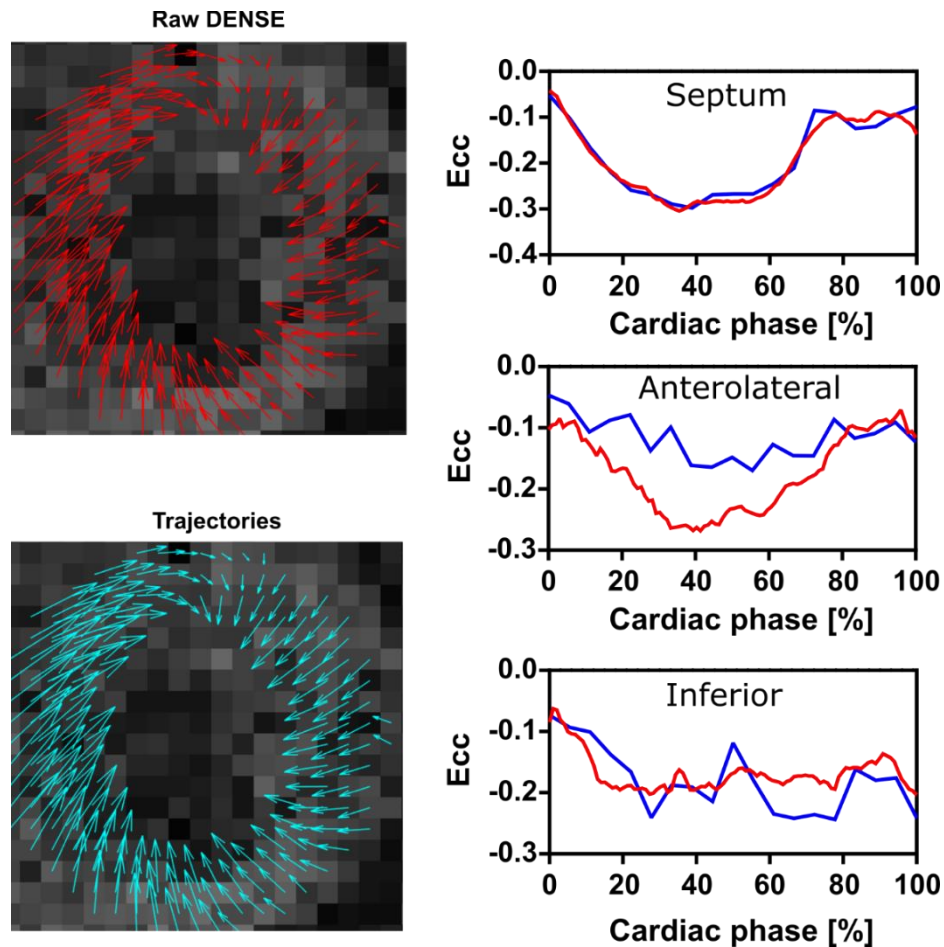 Raw DENSE
Trajectories
Septum
Ecc
0.0
-0.1
-0.2
-0.3
-0.4
0 20 40 60 80 100
Cardiac phase [%]
Anterolateral
Ecc
0.0
-0.1
-0.2
-0.3
0 20 40 60 80 100
Cardiac phase [%]
Inferior
Ecc
0.0
-0.1
-0.2
-0.3
0 20 40 60 80 100
Cardiac phase [%]